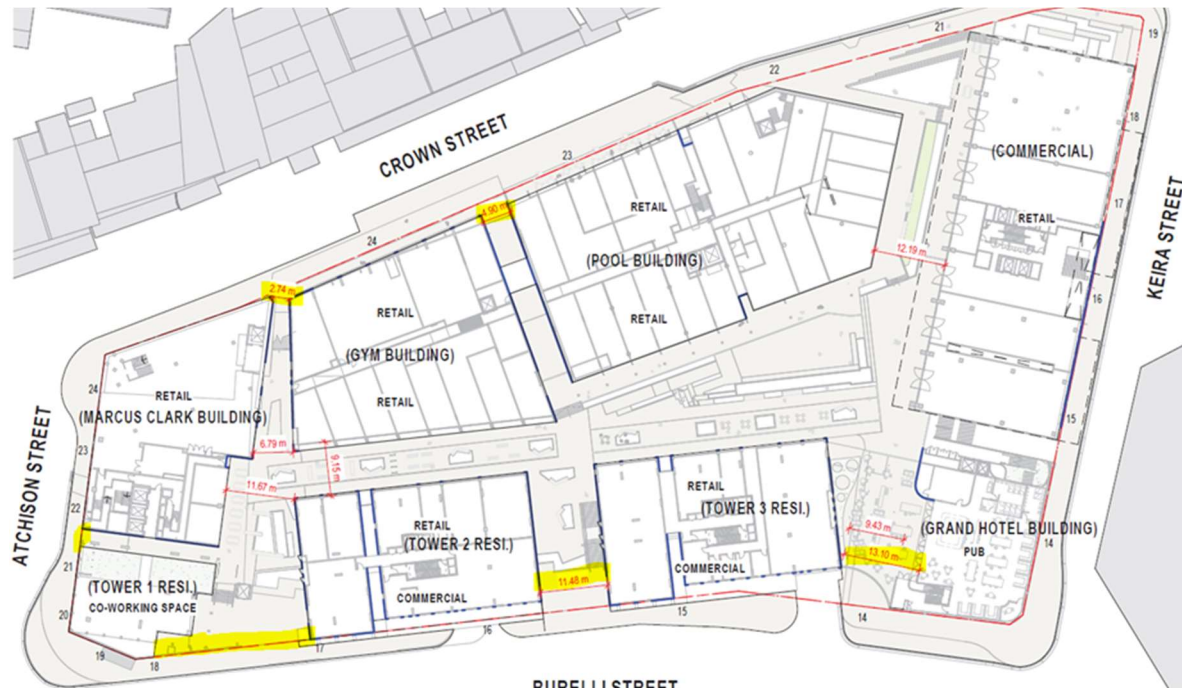 21
19
22
CROWN STREET
23
18
(COMMERCIAL)
4.90 m
RETAIL
17
RETAIL
24
KEIRA STREET
12.19 m
(POOL BUILDING)
2.74 m
RETAIL
16
RETAIL
(GYM BUILDING)
24
RETAIL
(MARCUS CLARK BUILDING)
RETAIL
15
ATCHISON STREET
23
6.79 m
9.15 m
11.67 m
RETAIL
(TOWER 3 RESI.)
22
RETAIL
(TOWER 2 RESI.)
9.43 m
(GRAND HOTEL BUILDING)
PUB
14
13.10 m
21
COMMERCIAL
(TOWER 1 RESI.)
CO-WORKING SPACE
11.48 m
COMMERCIAL
20
15
14
16
17
19
18
BURELLI STREET